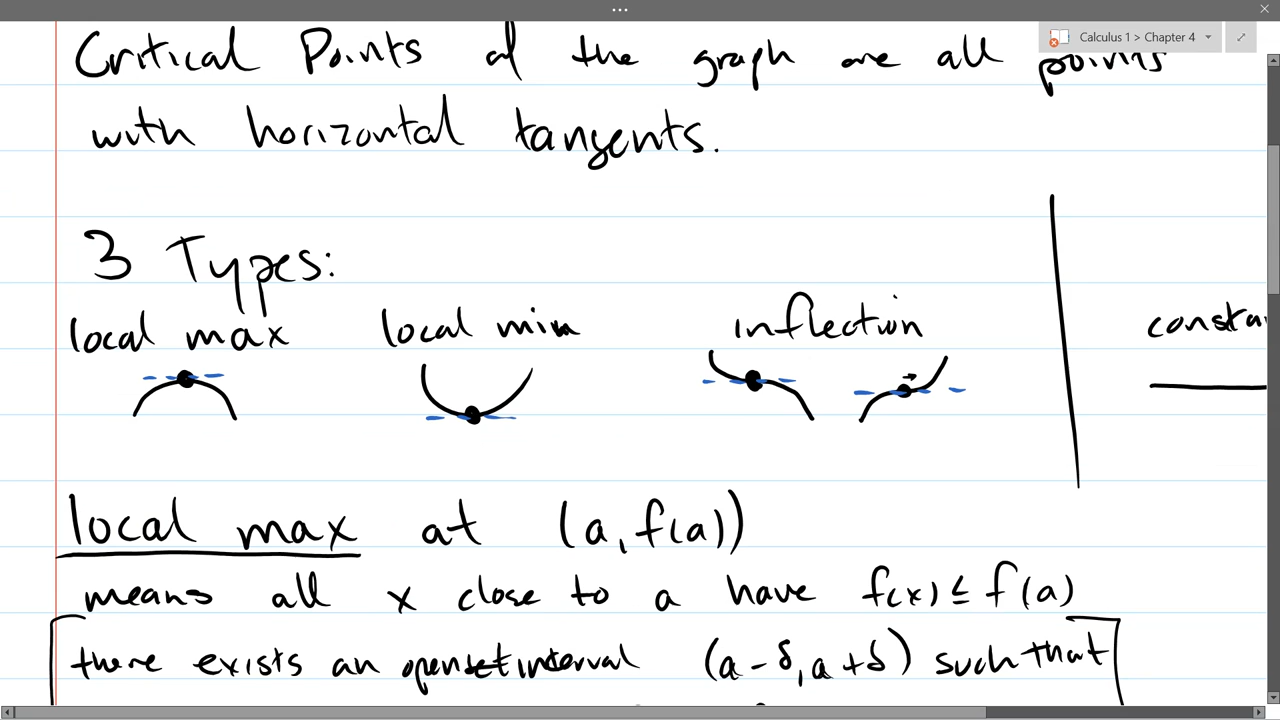 Calculus 1 > Chapter 4
Critical Points of the graph are all points
with horizontal tangents.
3 Types:
local max local min inflection
local max at (a, f(a))
means all x close to a have f(x) ≤ f(a)
there exists an open interval (a - δ, a + δ) such that